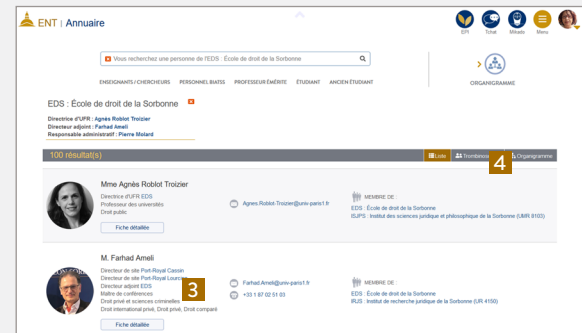 ENT | Annuaire
EPI
Tchat
Mikado
Menu
Vous recherchez une personne de l'EDS : École de droit de la Sorbonne
ENSEIGNANTS / CHERCHEURS PERSONNEL BIATSS PROFESSEUR ÉMÉRITE ÉTUDIANT ANCIEN ÉTUDIANT
ORGANIGRAMME
EDS : École de droit de la Sorbonne
Directrice d'UFR : Agnès Roblot Troizier
Directeur adjoint : Farhad Ameli
Responsable administratif : Pierre Molard
100 résultat(s)
Liste
4
Organigramme
Mme Agnès Roblot Troizier
Directrice d'UFR EDS
Professeur des universités
Droit public
Fiche détaillée
Agnes.Roblot-Troizier@univ-paris1.fr
MEMBRE DE :
EDS : École de droit de la Sorbonne
ISJPS : Institut des sciences juridique et philosophique de la Sorbonne (UMR 8103)
M. Farhad Ameli
Directeur de site Port-Royal Cassin
Directeur de site Port-Royal
Directeur adjoint EDS
Maître de conférences
Droit privé et sciences criminelles
Droit international privé, Droit privé, Droit comparé
Fiche détaillée
3
Farhad.Ameli@univ-paris1.fr
+33 1 87 02 51 03
MEMBRE DE :
EDS : École de droit de la Sorbonne
IRJS : Institut de recherche juridique de la Sorbonne (UR 4150)